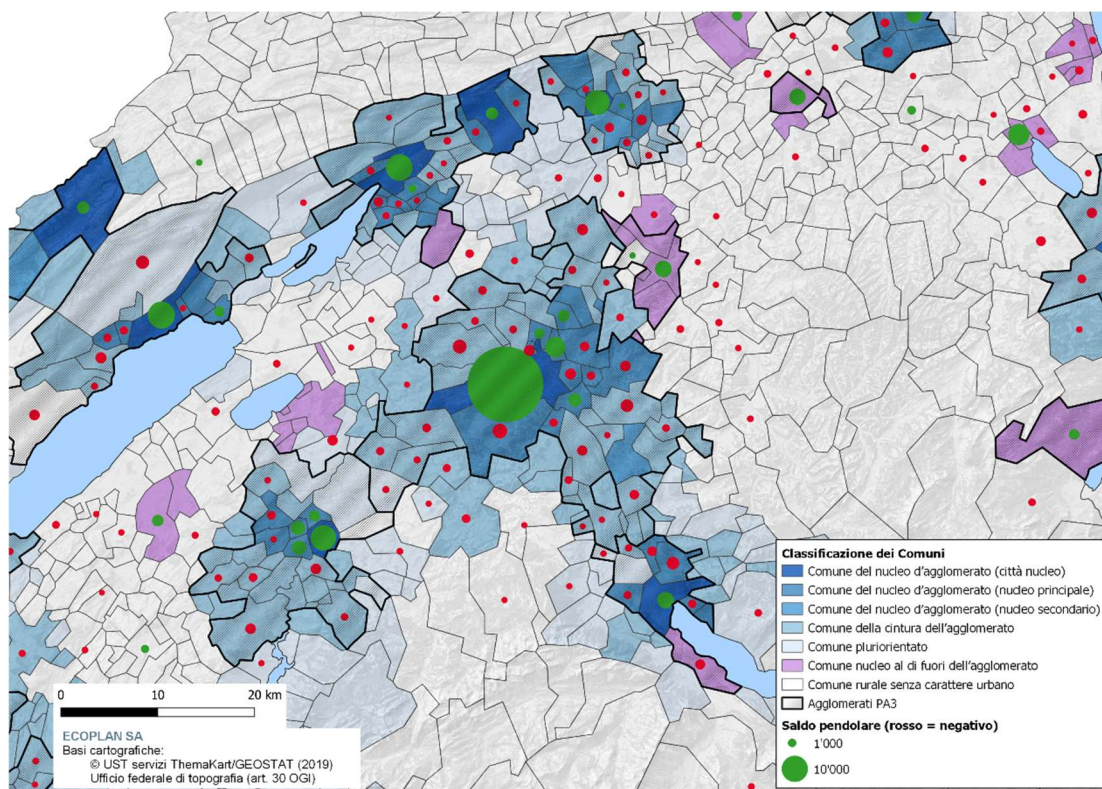 Classificazione dei Comuni
Comune del nucleo d'agglomerato (città nucleo)
Comune del nucleo d'agglomerato (nucleo principale)
Comune del nucleo d'agglomerato (nucleo secondario)
Comune della cintura dell'agglomerato
Comune pluriorientato
Comune nucleo al di fuori dell'agglomerato
Comune rurale senza carattere urbano
Agglomerati PA3
Saldo pendolare (rosso = negativo)
1'000
10'000
0 10 20 km
ECOPLAN SA
Basi cartografiche:
© UST servizi ThemaKart/GEOSTAT (2019)
Ufficio federale di topografia (art. 30 OGI)